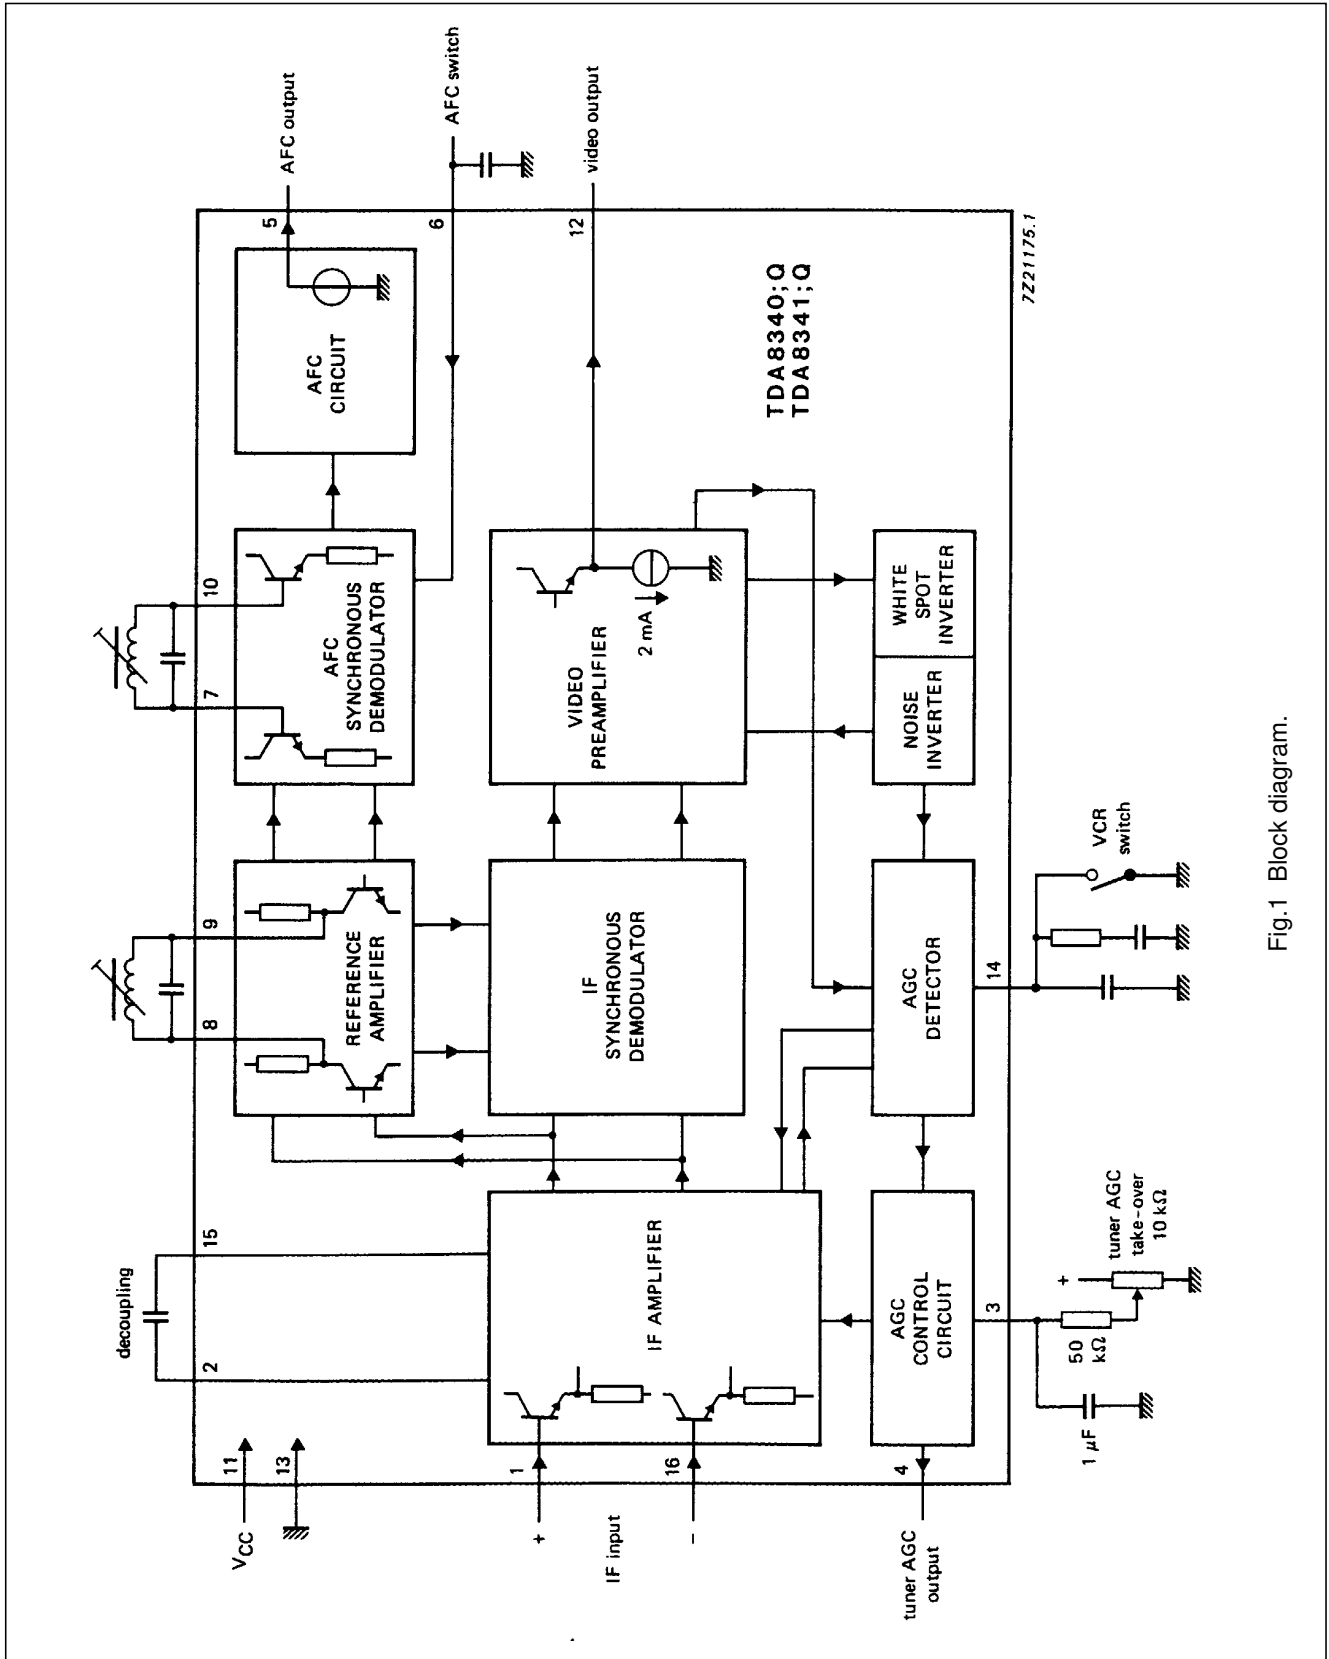 decoupling
2
15
8
9
7
10
VCC
11
13
REFERENCE
AMPLIFIER
AFC
SYNCHRONOUS
DEMODULATOR
AFC
CIRCUIT
5
AFC output
6
AFC switch
+
1
IF input
16
−
IF AMPLIFIER
IF
SYNCHRONOUS
DEMODULATOR
VIDEO
PREAMPLIFIER
2 mA
12
video output
TDA8340;Q
TDA8341;Q
tuner AGC
output
4
AGC
CONTROL
CIRCUIT
AGC
DETECTOR
NOISE
INVERTER
WHITE
SPOT
INVERTER
3
14
7Z21175.1
1 µF
50
kΩ
+
tuner AGC
take-over
10 kΩ
VCR
switch
Fig.1 Block diagram.